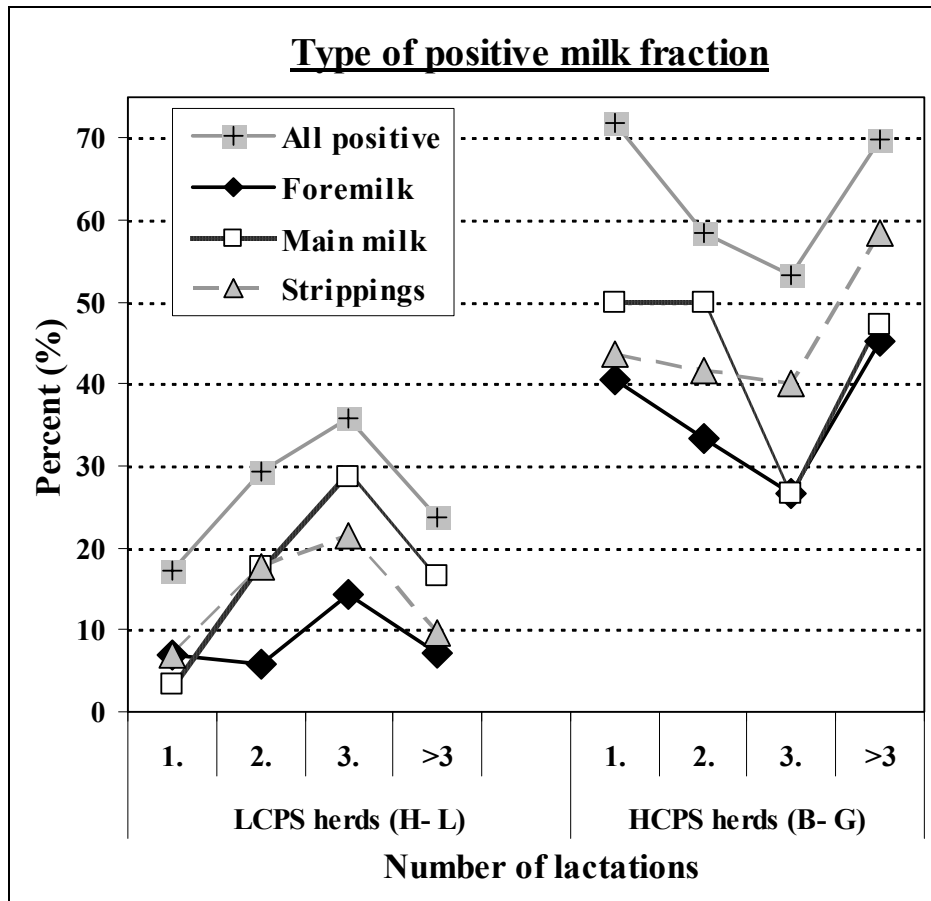 Type of positive milk fraction
All positive
Foremilk
Main milk
Strippings
Percent (%)
70
60
50
40
30
20
10
0
1. 2. 3. >3 1. 2. 3. >3
LCPS herds (H- L) HCPS herds (B- G)
Number of lactations